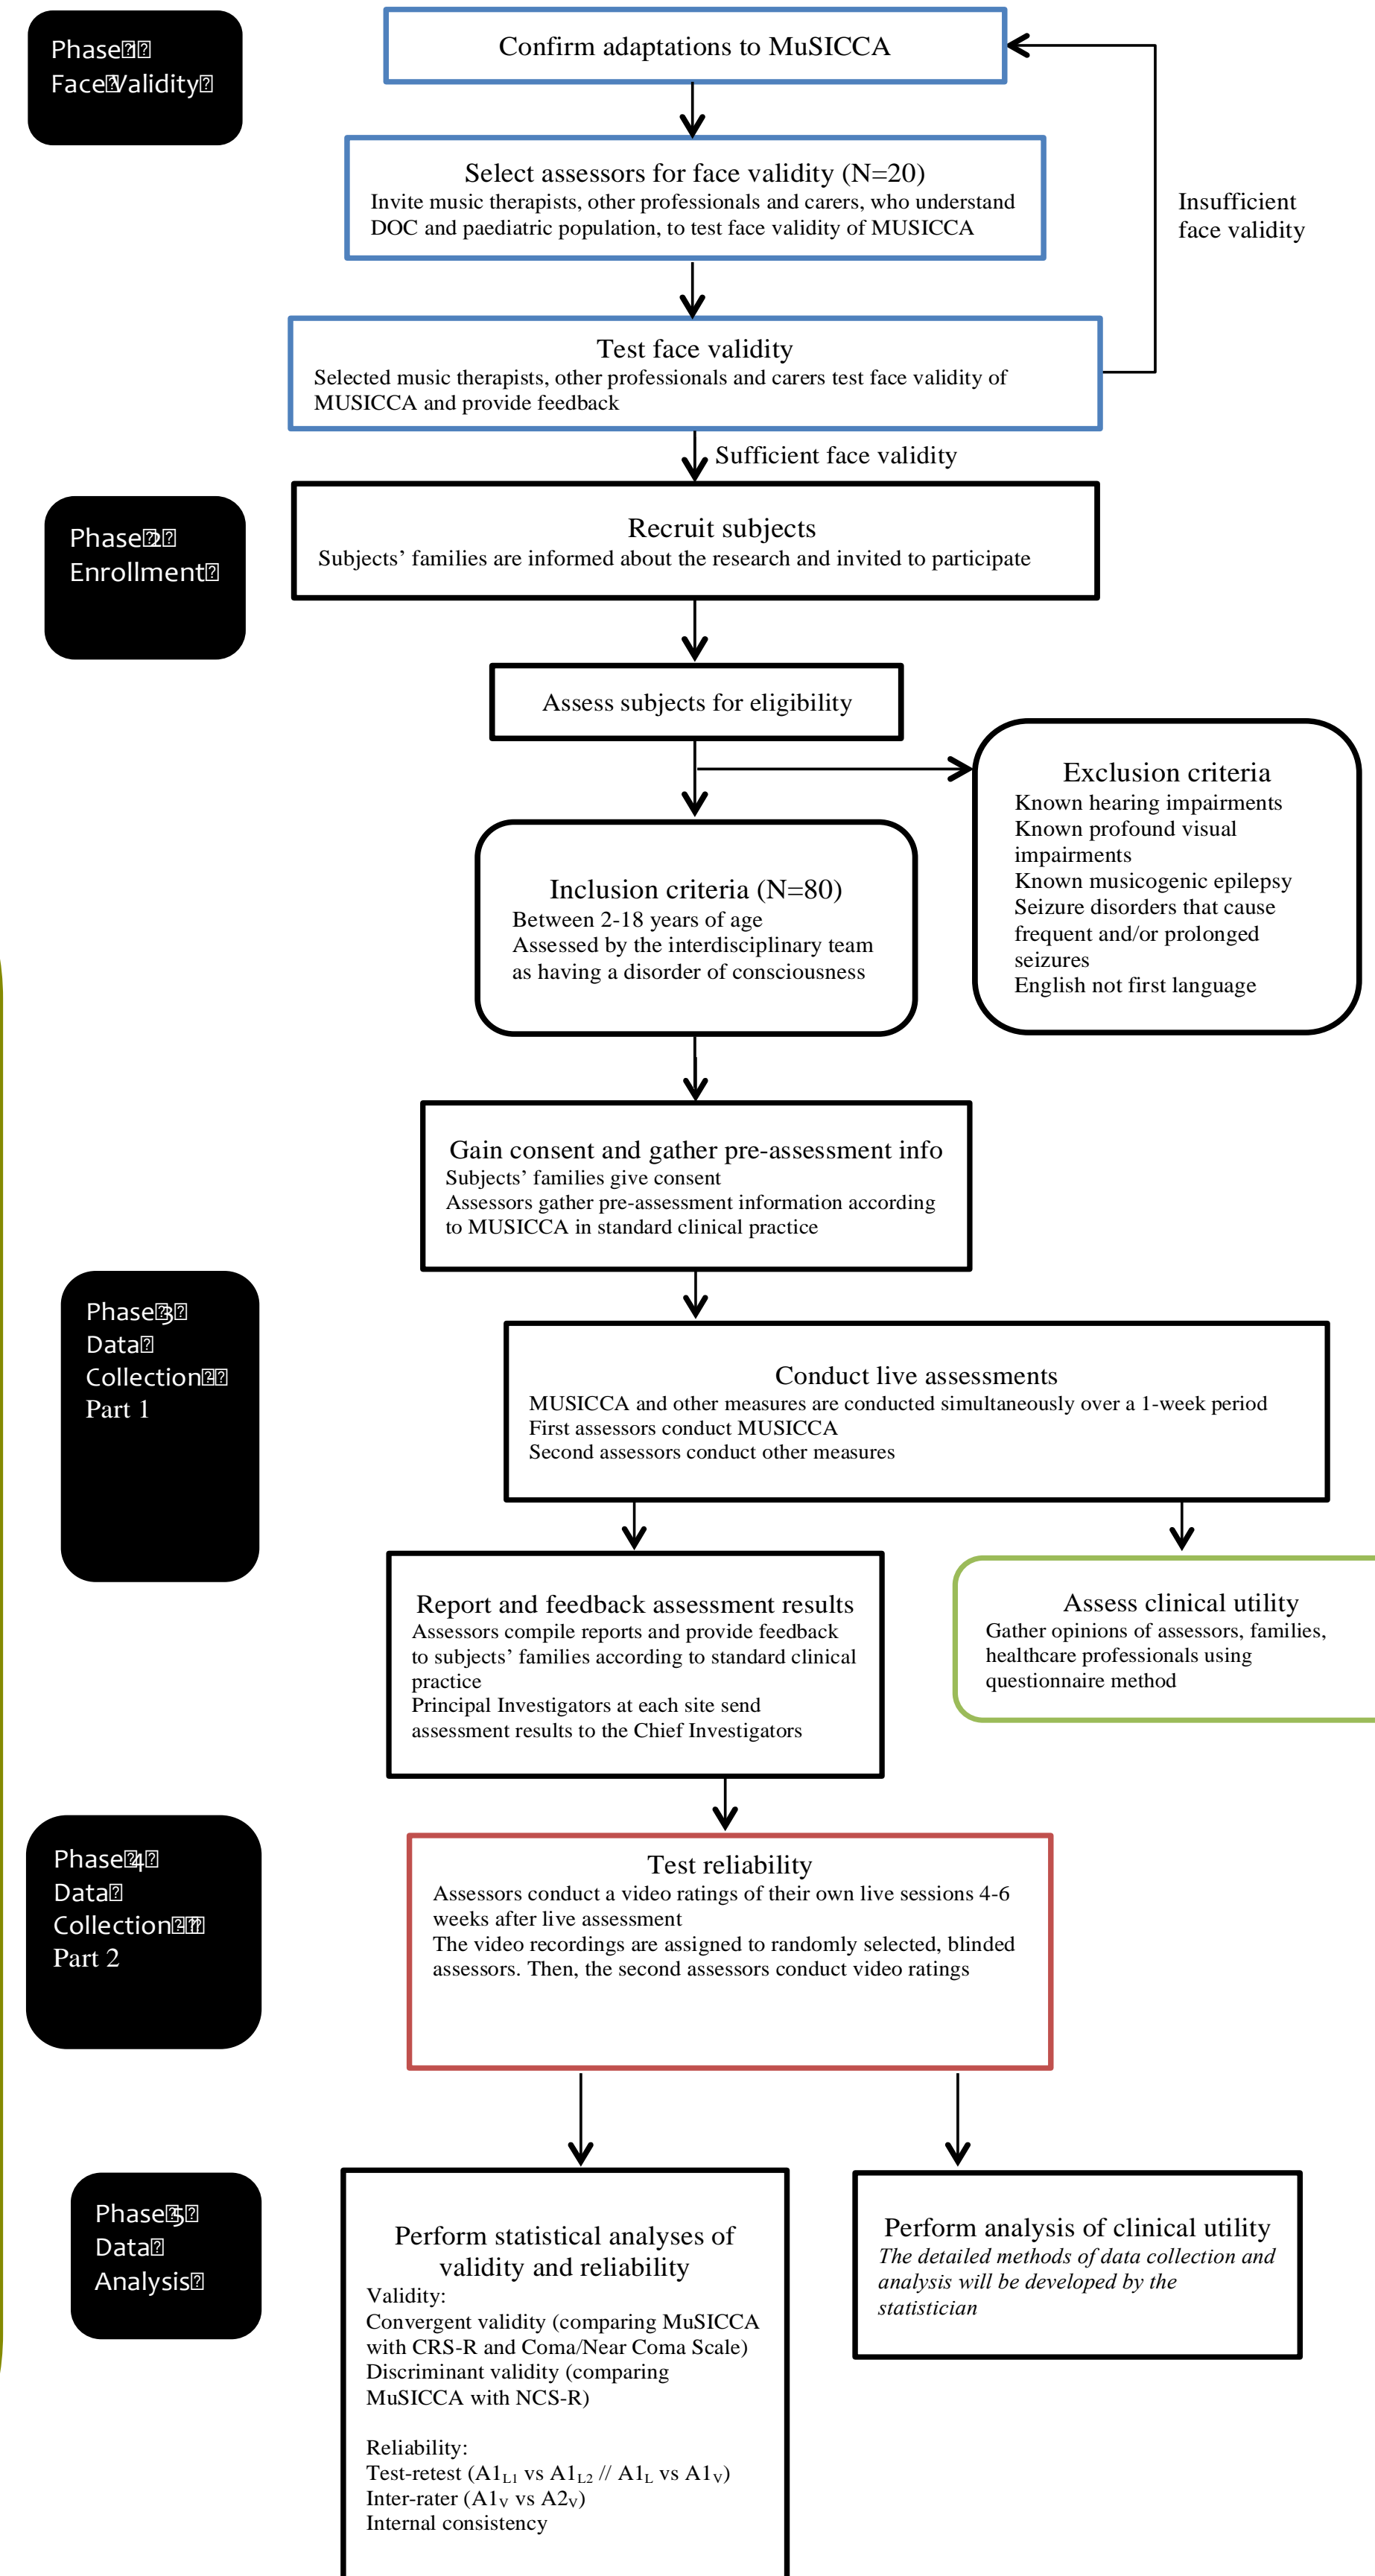 Phase 1
Face Validity
Confirm adaptations to MuSICCA
Select assessors for face validity (N=20)
Invite music therapists, other professionals and carers, who understand
DOC and paediatric population, to test face validity of MUSICCA
Insufficient
face validity
Test face validity
Selected music therapists, other professionals and carers test face validity of
MUSICCA and provide feedback
Sufficient face validity
Phase 2
Enrollment
Recruit subjects
Subjects’ families are informed about the research and invited to participate
Assess subjects for eligibility
Exclusion criteria
Known hearing impairments
Known profound visual
impairments
Known musicogenic epilepsy
Seizure disorders that cause
frequent and/or prolonged
seizures
English not first language
Inclusion criteria (N=80)
Between 2-18 years of age
Assessed by the interdisciplinary team
as having a disorder of consciousness
Gain consent and gather pre-assessment info
Subjects’ families give consent
Assessors gather pre-assessment information according
to MUSICCA in standard clinical practice
Phase 3
Data
Collection
Part 1
Conduct live assessments
MUSICCA and other measures are conducted simultaneously over a 1-week period
First assessors conduct MUSICCA
Second assessors conduct other measures
Report and feedback assessment results
Assessors compile reports and provide feedback
to subjects’ families according to standard clinical
practice
Principal Investigators at each site send
assessment results to the Chief Investigators
Assess clinical utility
Gather opinions of assessors, families,
healthcare professionals using
questionnaire method
Phase 4
Data
Collection
Part 2
Test reliability
Assessors conduct a video ratings of their own live sessions 4-6
weeks after live assessment
The video recordings are assigned to randomly selected, blinded
assessors. Then, the second assessors conduct video ratings
Phase 5
Data
Analysis
Perform statistical analyses of
validity and reliability
Validity:
Convergent validity (comparing MuSICCA
with CRS-R and Coma/Near Coma Scale)
Discriminant validity (comparing
MuSICCA with NCS-R)
Reliability:
Test-retest (A1L1 vs A1L2 // A1L vs A1V)
Inter-rater (A1V vs A2V)
Internal consistency
Perform analysis of clinical utility
The detailed methods of data collection and
analysis will be developed by the
statistician